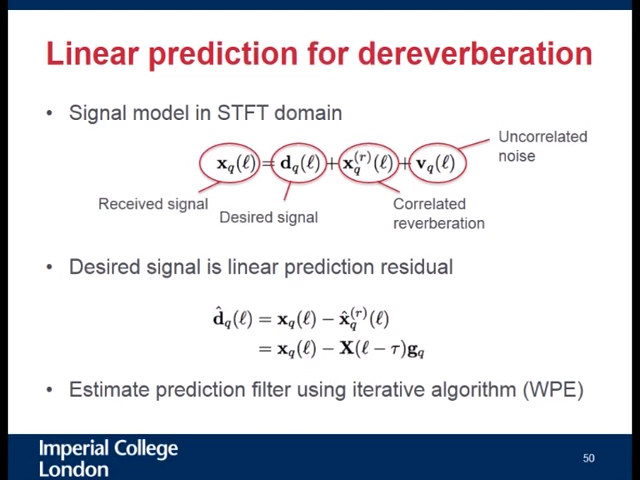 Linear prediction for dereverberation
• Signal model in STFT domain
x_q(ℓ) = d_q(ℓ) + x_q^{(r)}(ℓ) + v_q(ℓ)
Uncorrelated
noise
Received signal
Desired signal
Correlated
reverberation
• Desired signal is linear prediction residual
d̂_q(ℓ) = x_q(ℓ) − x̂_q^{(r)}(ℓ)
= x_q(ℓ) − X(ℓ − τ)g_q
• Estimate prediction filter using iterative algorithm (WPE)
Imperial College
London
50